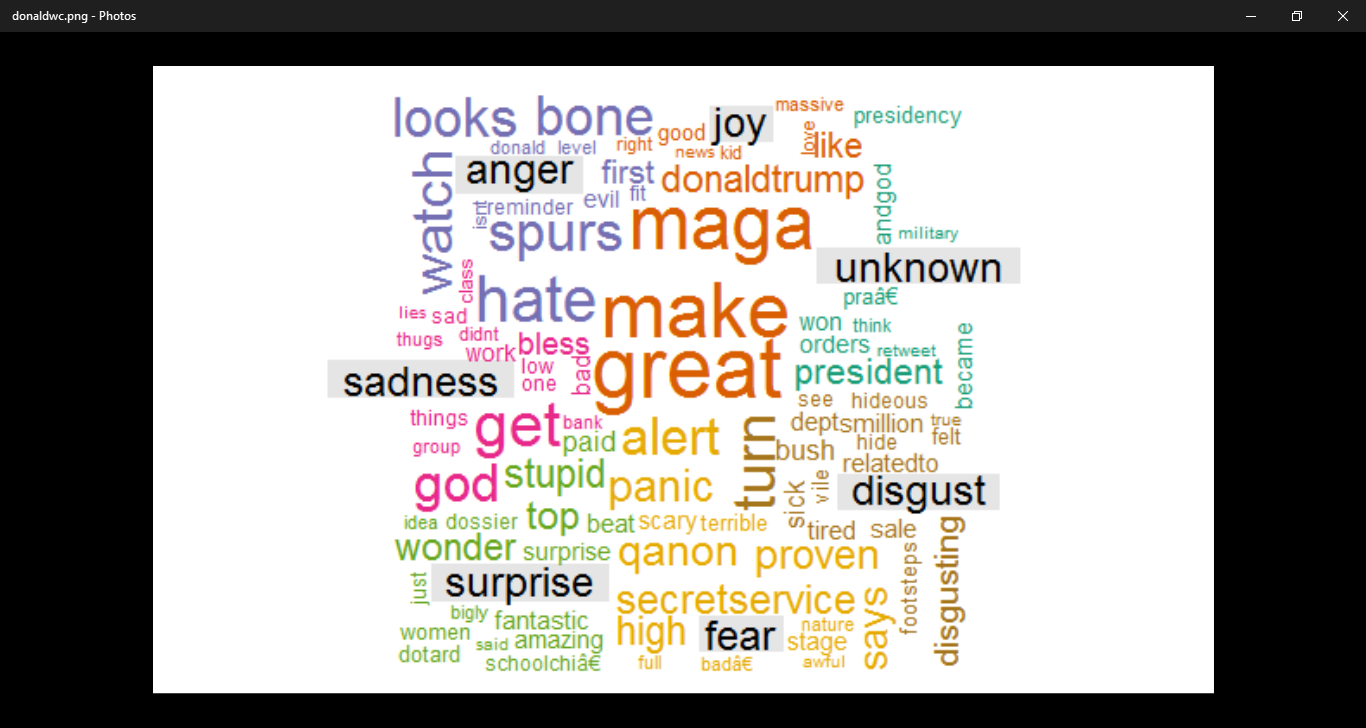 donaldwc.png - Photos
looks bone joy massive presidency
donald level right good news kid love like
watch anger first donaldtrump
isnt reminder evil fit andgod
spurs maga military
unknown
class hate make praâ€
lies sad won think
thugs didnt bless orders retweet became
work low bad great president
sadness one see hideous
things get bank turn deptsmillion true
group paid alert bush hide felt
god stupid panic relatedto
sick vile disgust
idea dossier top beat scary terrible tired sale
wonder surprise qanon proven footsteps disgusting
just surprise secretservice says
bigly fantastic high fear nature
women said amazing stage
dotard schoolchiâ€ full badâ€ awful